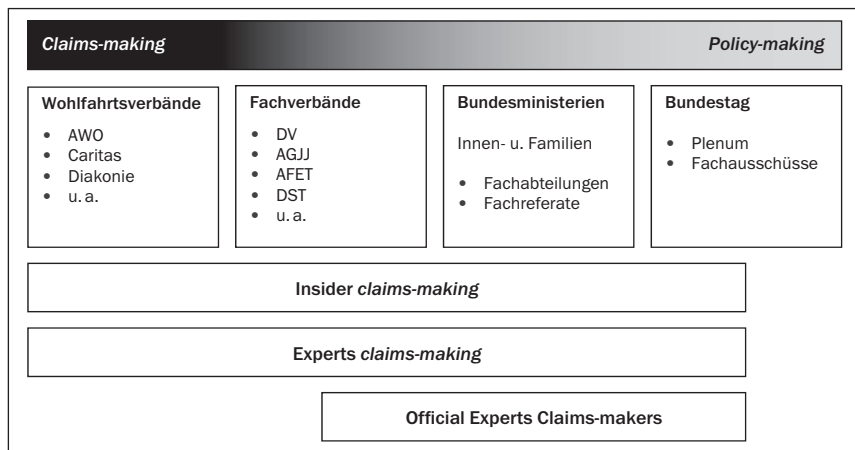 Claims-making
Policy-making
Wohlfahrtsverbände
• AWO
• Caritas
• Diakonie
• u. a.
Fachverbände
• DV
• AGJJ
• AFET
• DST
• u. a.
Bundesministerien
Innen- u. Familien
• Fachabteilungen
• Fachreferate
Bundestag
• Plenum
• Fachausschüsse
Insider claims-making
Experts claims-making
Official Experts Claims-makers